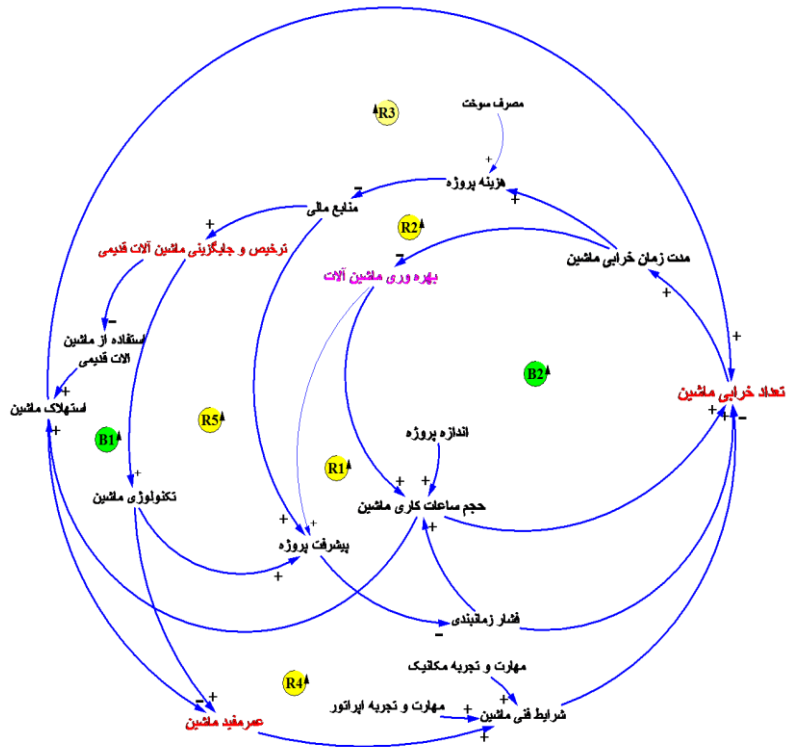 R3
مصرف سوخت
هزینه پروژه
منابع مالی
R2
ترخیص و جایگزینی ماشین آلات قدیمی
مدت زمان خرابی ماشین
بهره وری ماشین آلات
استفاده از ماشین
الات قدیمی
B2
تعداد خرابی ماشین
استهلاک ماشین
R5
B1
اندازه پروژه
R1
تکنولوژی ماشین
حجم ساعات کاری ماشین
پیشرفت پروژه
فشار زمانبندی
مهارت و تجربه مکانیک
R4
مهارت و تجربه اپراتور
شرایط فنی ماشین
عمرمفید ماشین